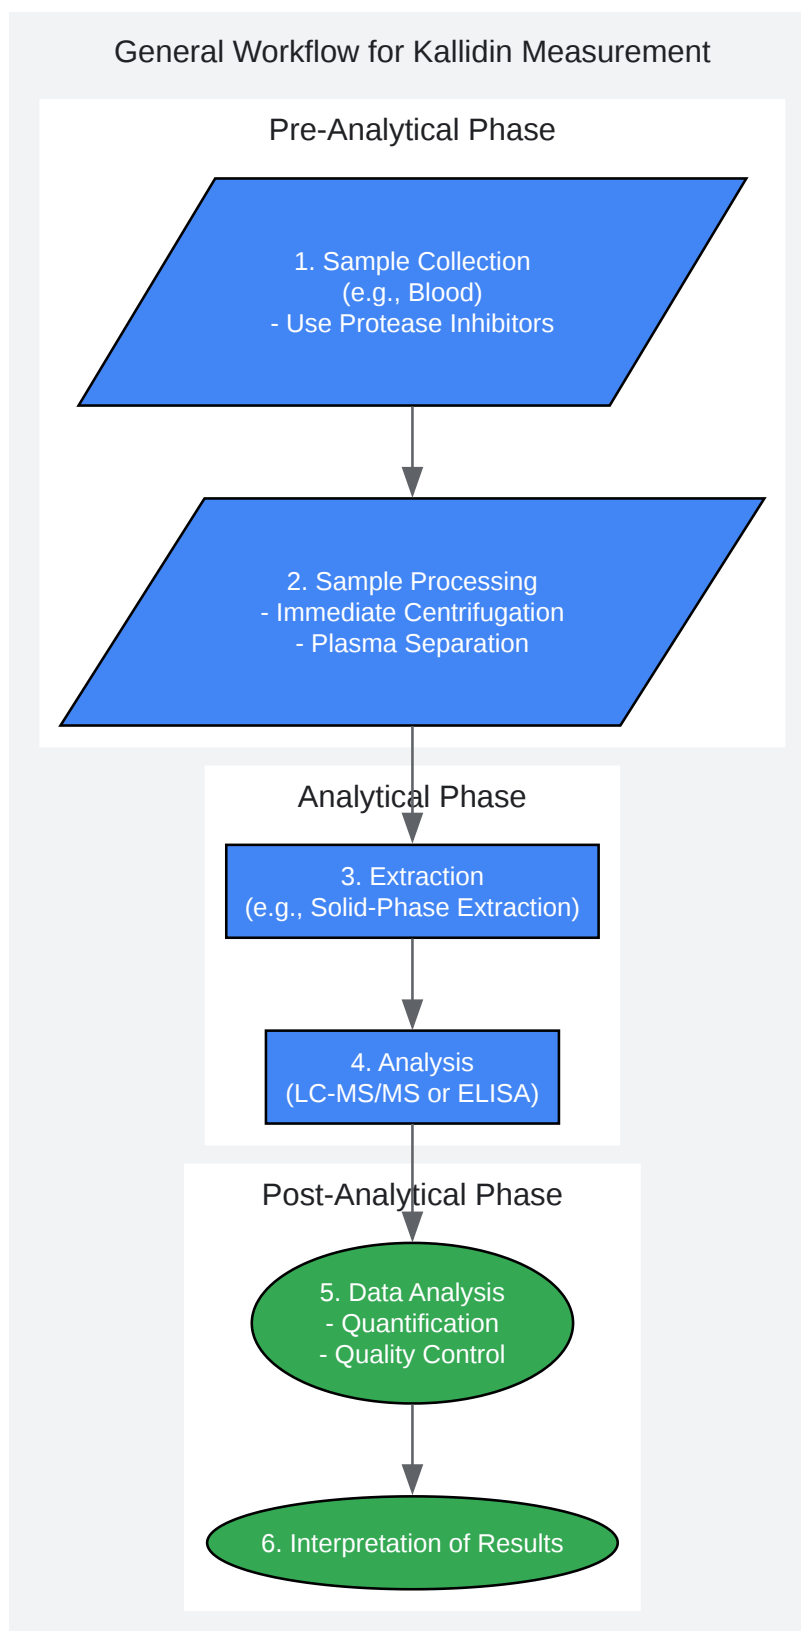 General Workflow for Kallidin Measurement
Pre-Analytical Phase
1. Sample Collection
(e.g., Blood)
- Use Protease Inhibitors
2. Sample Processing
- Immediate Centrifugation
- Plasma Separation
Analytical Phase
3. Extraction
(e.g., Solid-Phase Extraction)
4. Analysis
(LC-MS/MS or ELISA)
Post-Analytical Phase
5. Data Analysis
- Quantification
- Quality Control
6. Interpretation of Results